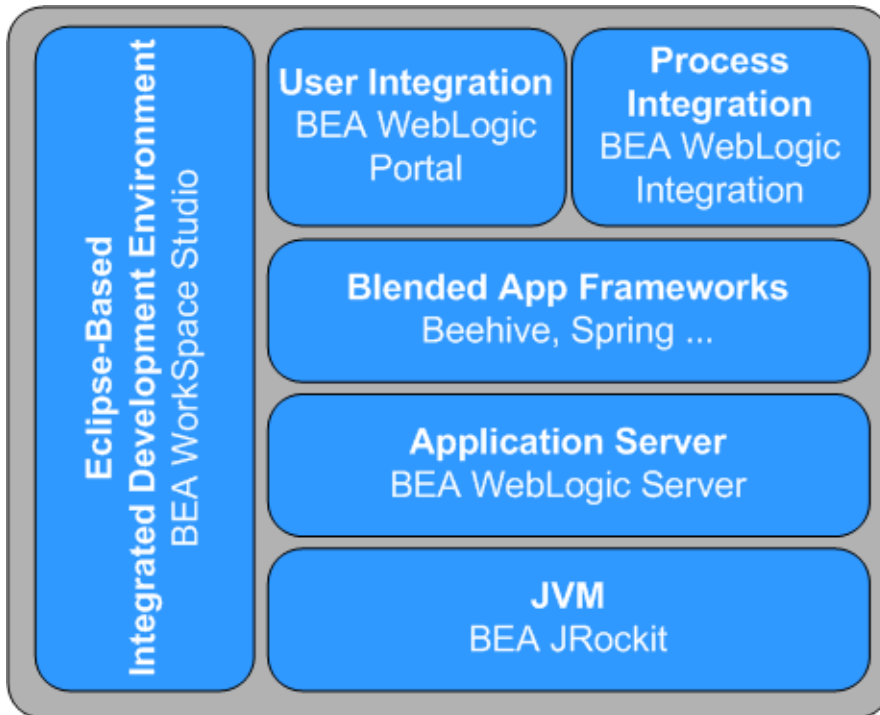 Eclipse-Based
Integrated Development Environment
BEA WorkSpace Studio
User Integration
BEA WebLogic
Portal
Process
Integration
BEA WebLogic
Integration
Blended App Frameworks
Beehive, Spring ...
Application Server
BEA WebLogic Server
JVM
BEA JRockit